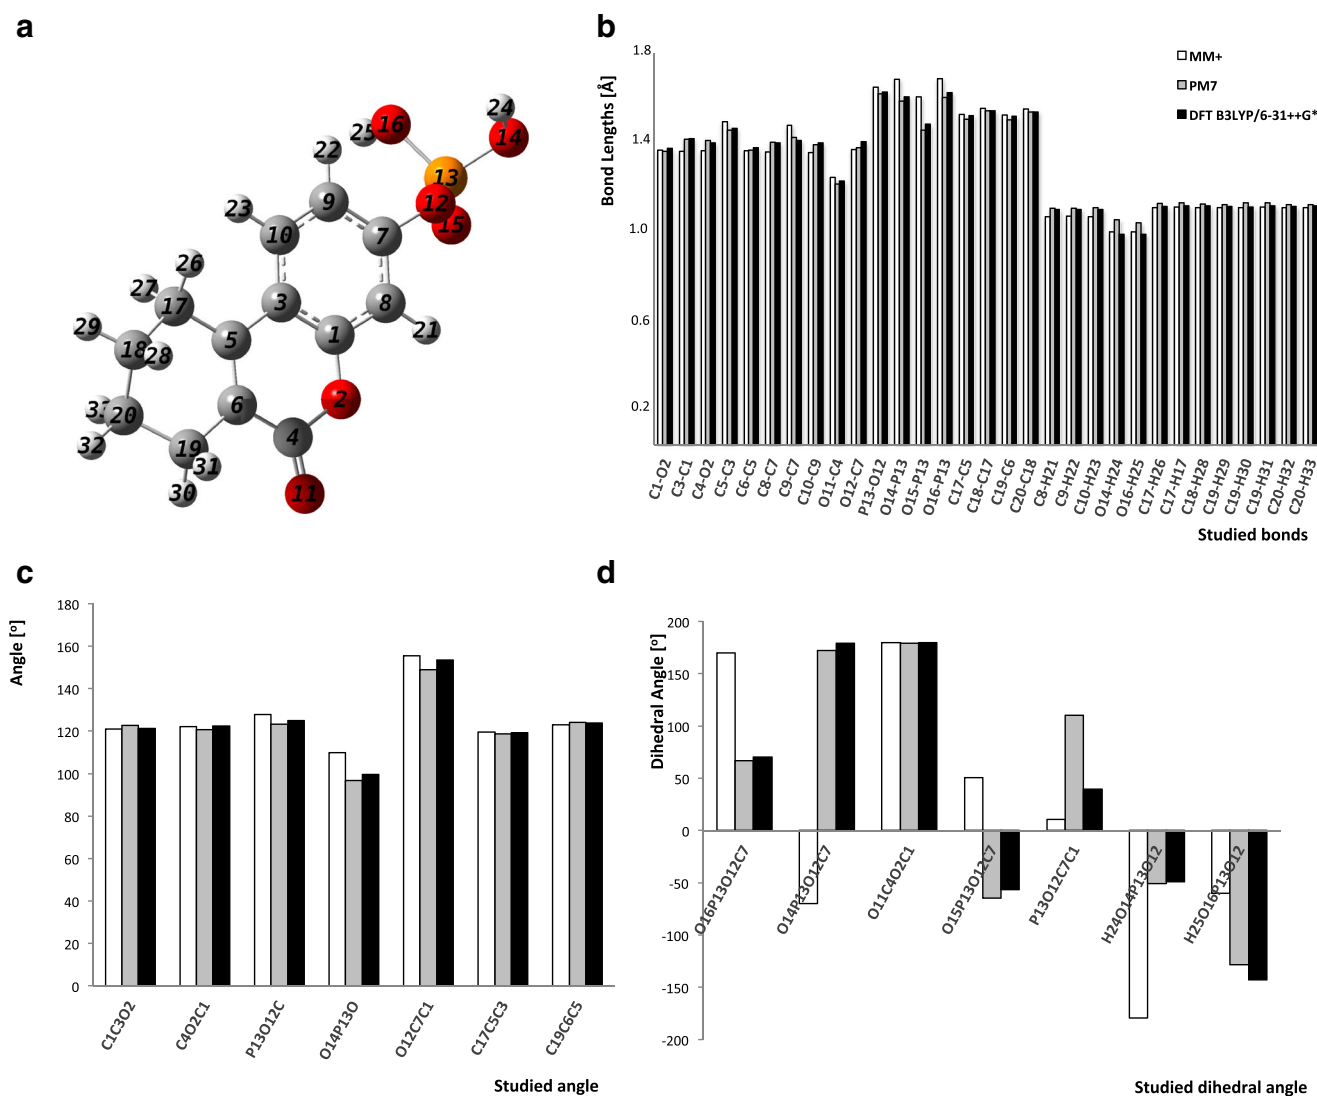 a
24
16
25
14
22
13
12
9
23
15
10
7
26
27
17
3
8
29
5
1
21
18
28
33
20
6
2
32
19
4
31
30
11
b
Bond Lengths [Å]
1.8
1.4
1.0
0.6
0.2
MM+
PM7
DFT B3LYP/6-31++G*
C1-O2
C3-C1
C4-O2
C5-C3
C6-C5
C8-C7
C9-C7
C10-C9
O11-C4
O12-C7
P13-O12
O14-P13
O15-P13
O16-P13
C17-C5
C18-C17
C19-C6
C20-C18
C8-H21
C9-H22
C10-H23
O14-H24
O16-H25
C17-H26
C17-H17
C18-H28
C19-H29
C19-H30
C19-H31
C20-H32
C20-H33
Studied bonds
c
Angle [º]
180
160
140
120
100
80
60
40
20
0
C1C3O2
C4O2C1
P13O12C
O14P13O
O12C7C1
C17C5C3
C19C6C5
Studied angle
d
Dihedral Angle [º]
200
150
100
50
0
-50
-100
-150
-200
O16P13O12C7
O14P13O12C7
O11C4O2C1
O15P13O12C7
P13O12C7C1
H24O14P13O12
H25O16P13O12
Studied dihedral angle